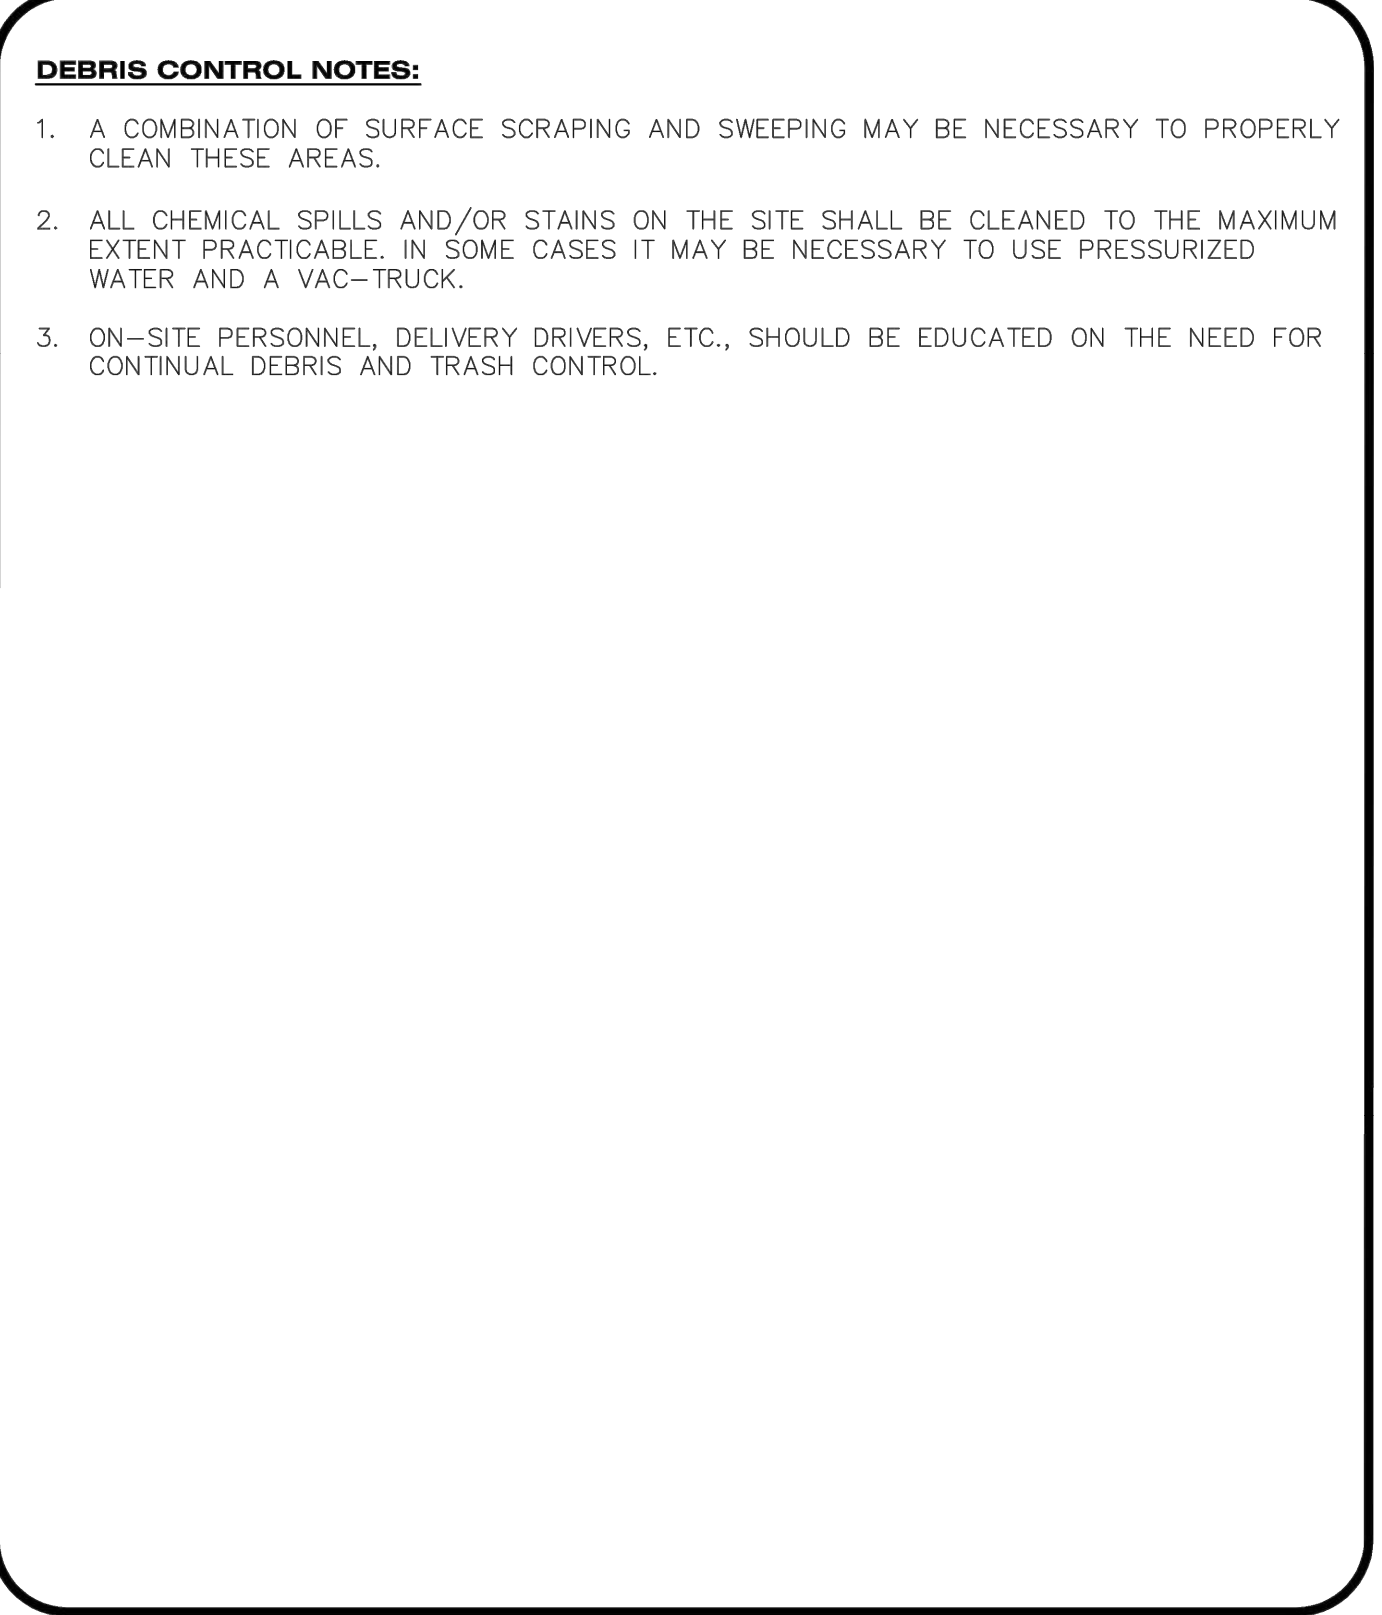 DEBRIS CONTROL NOTES:
1. A COMBINATION OF SURFACE SCRAPING AND SWEEPING MAY BE NECESSARY TO PROPERLY
CLEAN THESE AREAS.
2. ALL CHEMICAL SPILLS AND/OR STAINS ON THE SITE SHALL BE CLEANED TO THE MAXIMUM
EXTENT PRACTICABLE. IN SOME CASES IT MAY BE NECESSARY TO USE PRESSURIZED
WATER AND A VAC-TRUCK.
3. ON-SITE PERSONNEL, DELIVERY DRIVERS, ETC., SHOULD BE EDUCATED ON THE NEED FOR
CONTINUAL DEBRIS AND TRASH CONTROL.